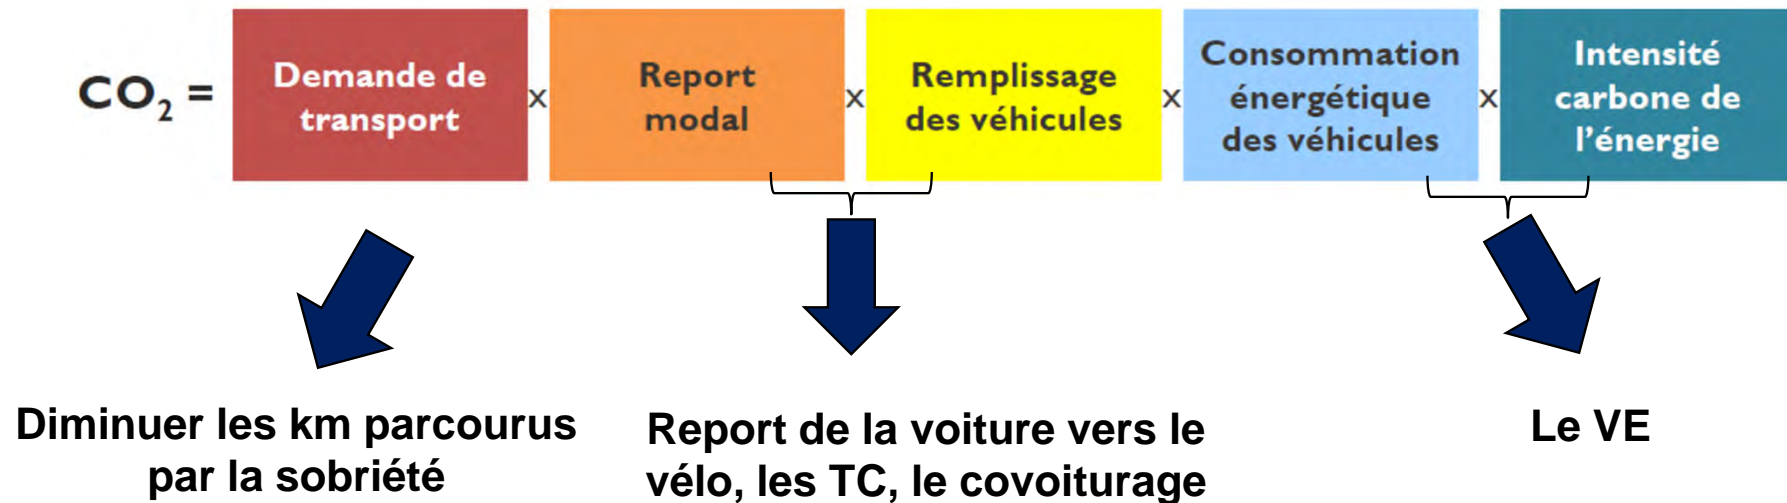 CO₂ =
Demande de
transport
x
Report
modal
x
Remplissage
des véhicules
x
Consommation
énergétique
des véhicules
x
Intensité
carbone de
l'énergie
Diminuer les km parcourus
par la sobriété
Report de la voiture vers le
vélo, les TC, le covoiturage
Le VE